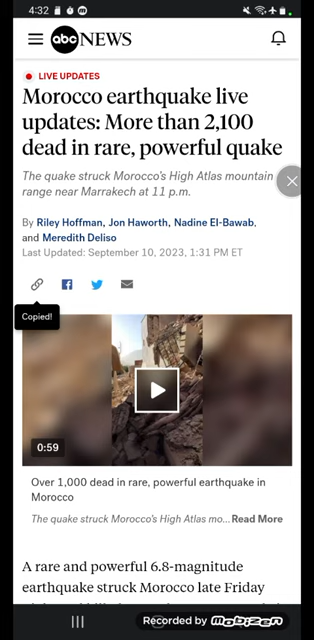 4:32
abc NEWS
LIVE UPDATES
Morocco earthquake live
updates: More than 2,100
dead in rare, powerful quake
The quake struck Morocco's High Atlas mountain
range near Marrakech at 11 p.m.
By Riley Hoffman, Jon Haworth, Nadine El-Bawab,
and Meredith Deliso
Last Updated: September 10, 2023, 1:31 PM ET
Copied!
0:59
Over 1,000 dead in rare, powerful earthquake in
Morocco
The quake struck Morocco's High Atlas mo... Read More
A rare and powerful 6.8-magnitude
earthquake struck Morocco late Friday
Recorded by mobizen